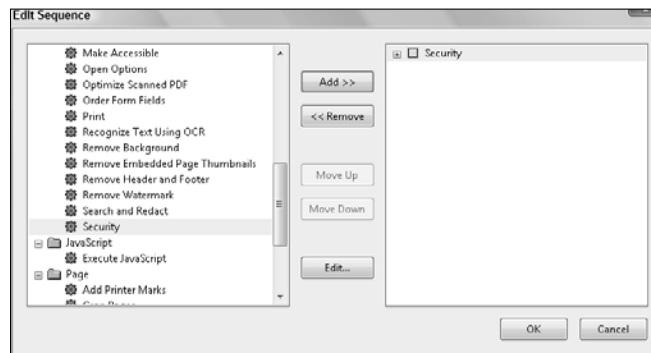 Edit Sequence
Make Accessible
Open Options
Optimize Scanned PDF
Order Form Fields
Print
Recognize Text Using OCR
Remove Background
Remove Embedded Page Thumbnails
Remove Header and Footer
Remove Watermark
Search and Redact
Security
JavaScript
Execute JavaScript
Page
Add Printer Marks
Add >>
<< Remove
Move Up
Move Down
Edit...
Security
OK
Cancel